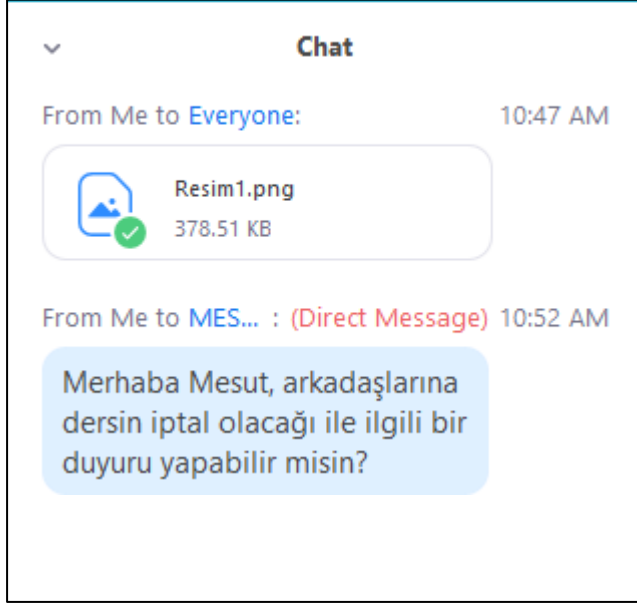 Chat
From Me to Everyone: 10:47 AM
Resim1.png
378.51 KB
From Me to MES... : (Direct Message) 10:52 AM
Merhaba Mesut, arkadaşlarına
dersin iptal olacağı ile ilgili bir
duyuru yapabilir misin?